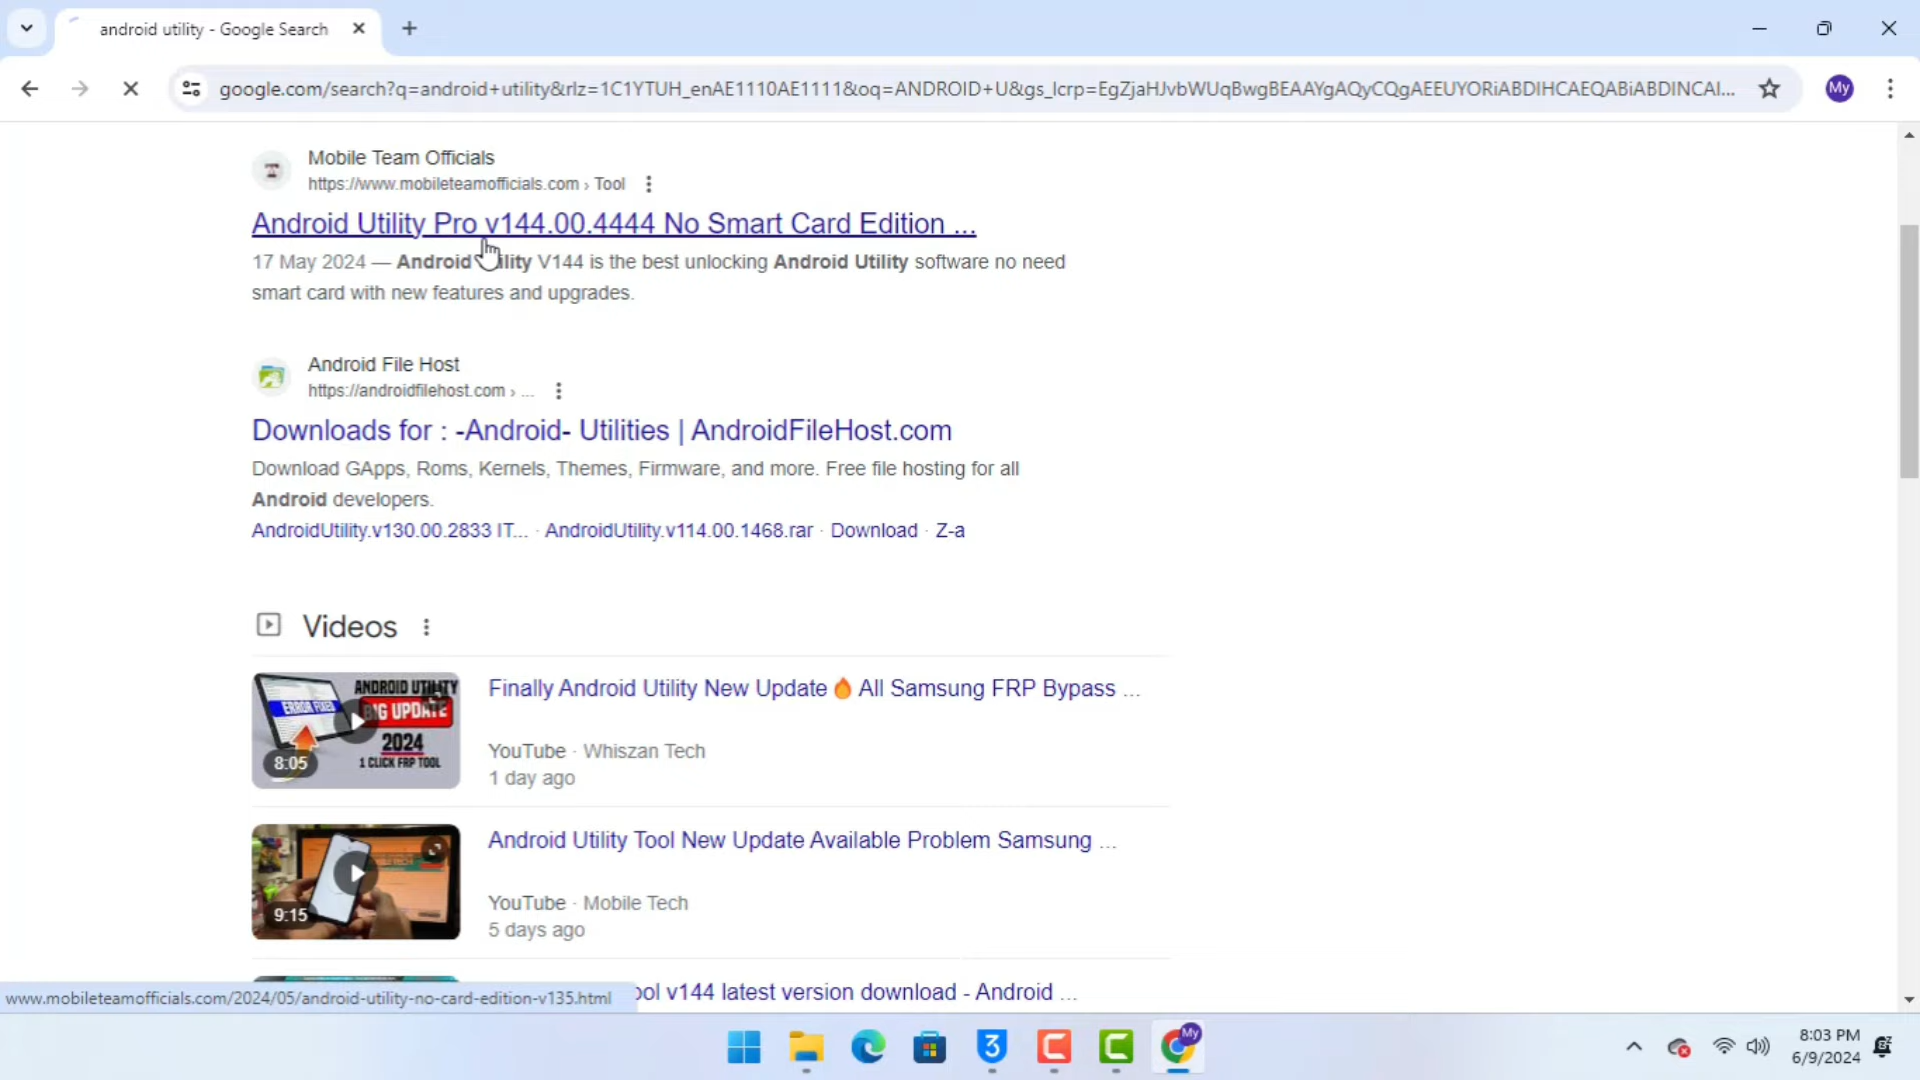 android utility - Google Search
google.com/search?q=android+utility&rlz=1C1YTUH_enAE1110AE1111&oq=ANDROID+U&gs_lcrp=EgZjaHJvbWUqBwgBEAAYgAQyCQgAEEUYORiABDIHCAEQABiABDINCAI...
My
Mobile Team Officials
https://www.mobileteamofficials.com › Tool
Android Utility Pro v144.00.4444 No Smart Card Edition ...
17 May 2024 — Android Utility V144 is the best unlocking Android Utility software no need
smart card with new features and upgrades.
Android File Host
https://androidfilehost.com › ...
Downloads for : -Android- Utilities | AndroidFileHost.com
Download GApps, Roms, Kernels, Themes, Firmware, and more. Free file hosting for all
Android developers.
AndroidUtility.v130.00.2833 IT... · AndroidUtility.v114.00.1468.rar · Download · Z-a
Videos
ANDROID UTILITY
ERROR FIXED
BIG UPDATE
2024
1 CLICK FRP TOOL
8:05
Finally Android Utility New Update🔥All Samsung FRP Bypass ...
YouTube · Whiszan Tech
1 day ago
9:15
Android Utility Tool New Update Available Problem Samsung ...
YouTube · Mobile Tech
5 days ago
ool v144 latest version download - Android ...
www.mobileteamofficials.com/2024/05/android-utility-no-card-edition-v135.html
3
My
8:03 PM
6/9/2024